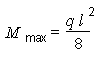 M max = q l ² / 8